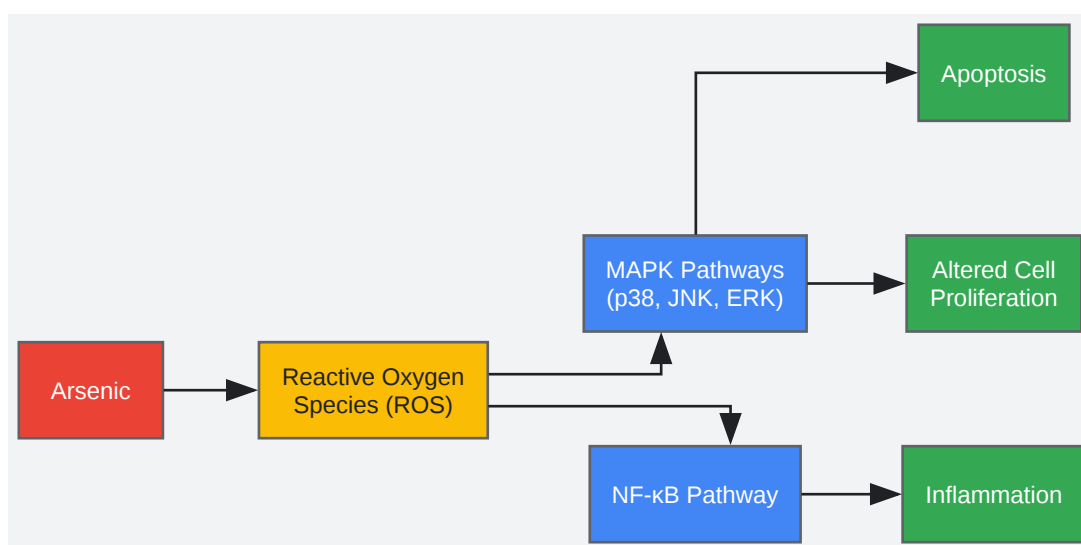 Apoptosis
MAPK Pathways
(p38, JNK, ERK)
Altered Cell
Proliferation
Arsenic
Reactive Oxygen
Species (ROS)
NF-κB Pathway
Inflammation